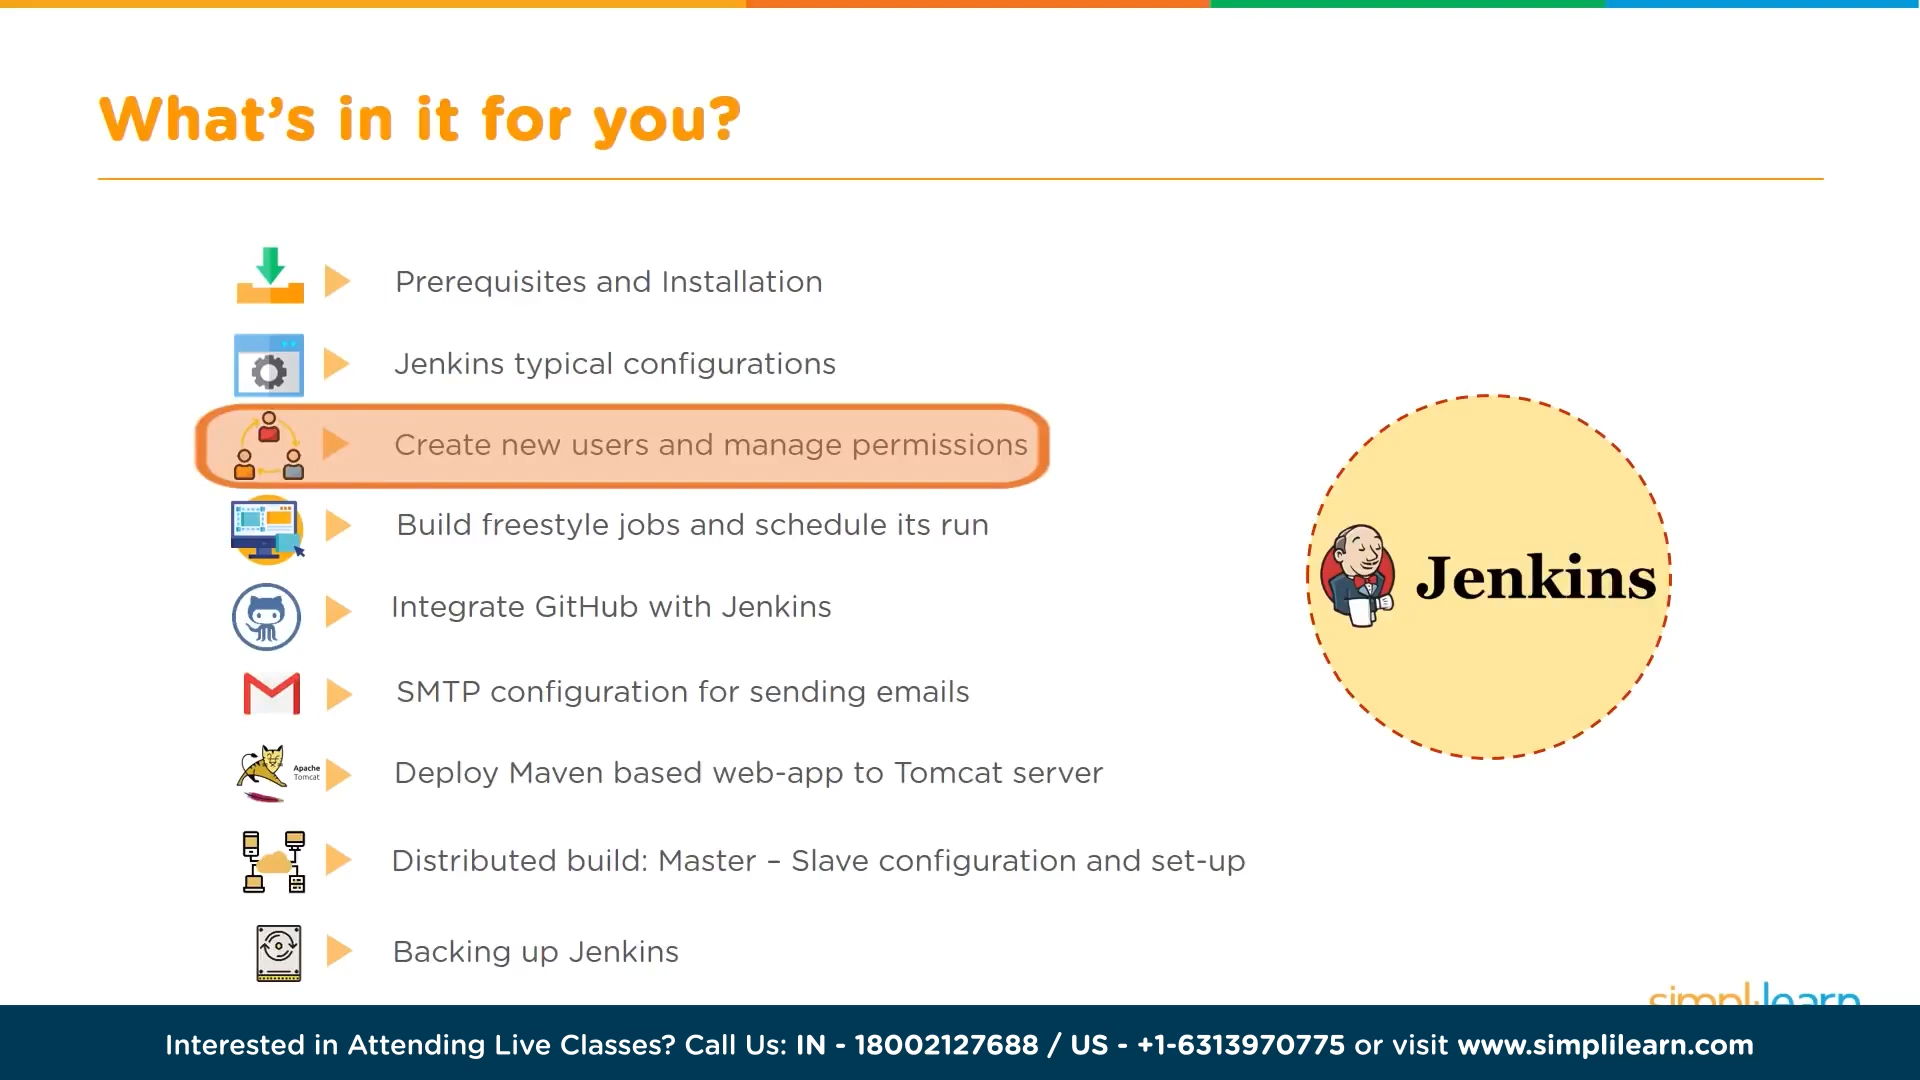 What's in it for you?
Prerequisites and Installation
Jenkins typical configurations
Create new users and manage permissions
Build freestyle jobs and schedule its run
Integrate GitHub with Jenkins
SMTP configuration for sending emails
Apache
Tomcat
Deploy Maven based web-app to Tomcat server
Distributed build: Master – Slave configuration and set-up
Backing up Jenkins
Jenkins
simplilearn
Interested in Attending Live Classes? Call Us: IN - 18002127688 / US - +1-6313970775 or visit www.simplilearn.com